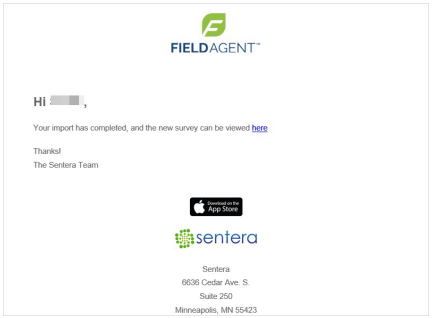 FIELDAGENT™
Hi ,
Your import has completed, and the new survey can be viewed here
Thanks!
The Sentera Team
Download on the
App Store
sentera
Sentera
6636 Cedar Ave. S.
Suite 250
Minneapolis, MN 55423